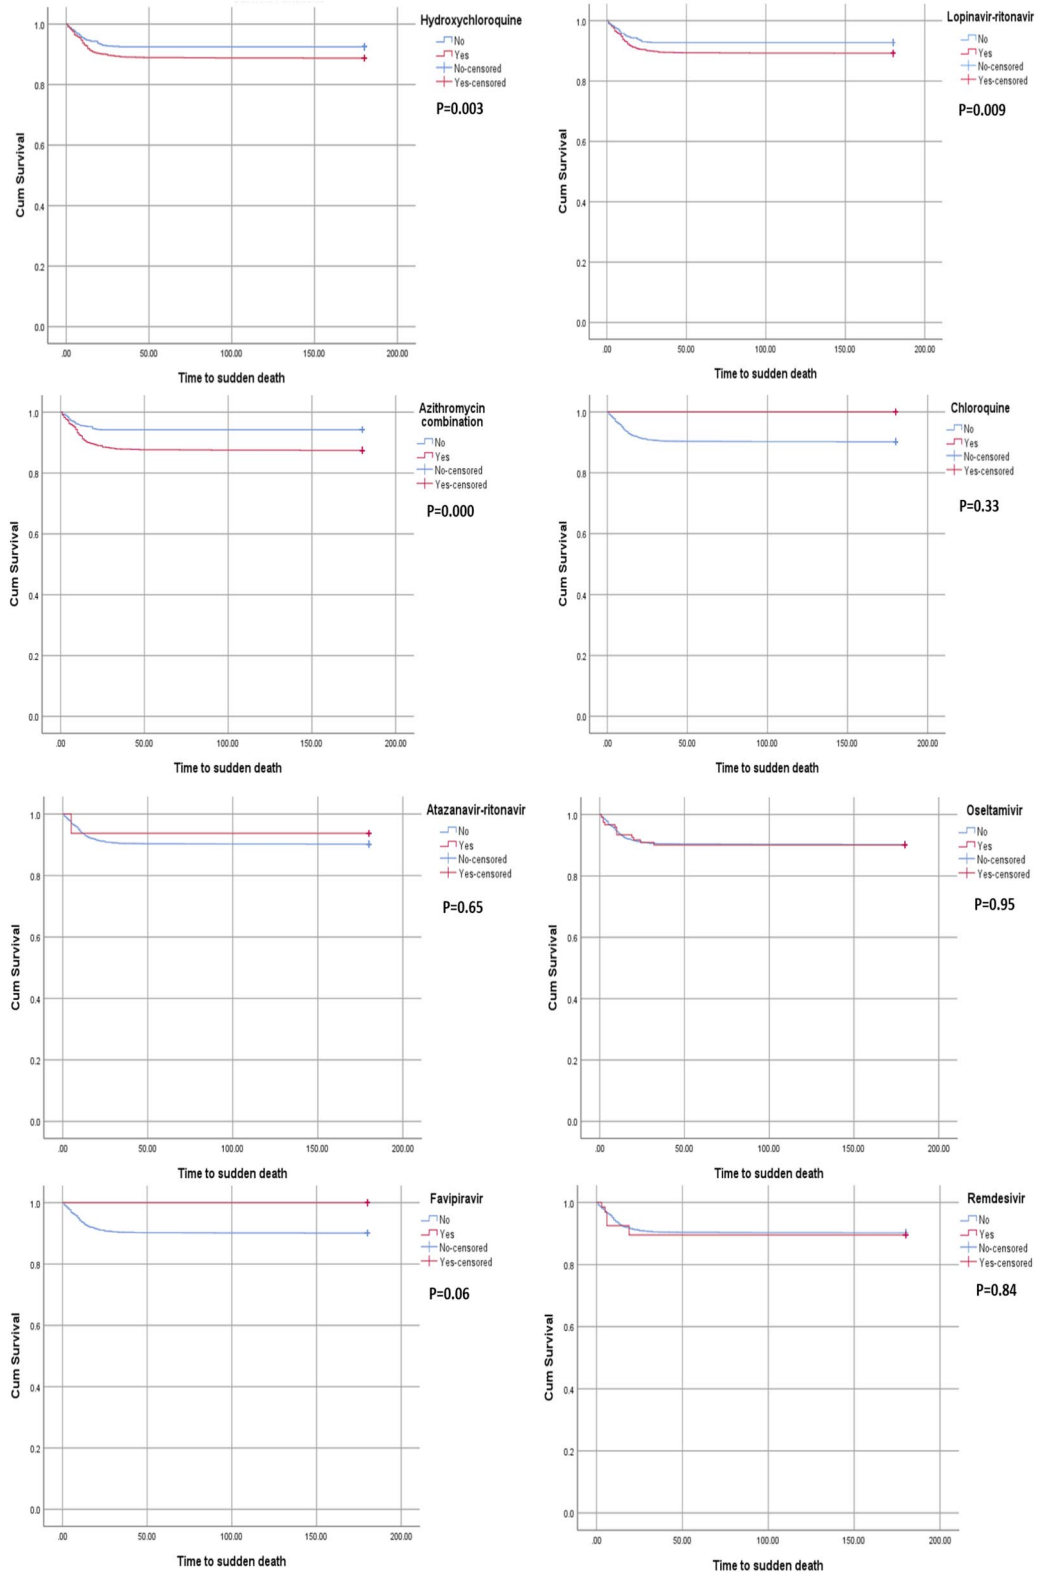 Hydroxychloroquine
No
Yes
No-censored
Yes-censored
P=0.003
1.0
0.8
0.6
0.4
0.2
0.0
Cum Survival
.00 50.00 100.00 150.00 200.00
Time to sudden death
Lopinavir-ritonavir
No
Yes
No-censored
Yes-censored
P=0.009
1.0
0.8
0.6
0.4
0.2
0.0
Cum Survival
.00 50.00 100.00 150.00 200.00
Time to sudden death
Azithromycin
combination
No
Yes
No-censored
Yes-censored
P=0.000
1.0
0.8
0.6
0.4
0.2
0.0
Cum Survival
.00 50.00 100.00 150.00 200.00
Time to sudden death
Chloroquine
No
Yes
No-censored
Yes-censored
P=0.33
1.0
0.8
0.6
0.4
0.2
0.0
Cum Survival
.00 50.00 100.00 150.00 200.00
Time to sudden death
Atazanavir-ritonavir
No
Yes
No-censored
Yes-censored
P=0.65
1.0
0.8
0.6
0.4
0.2
0.0
Cum Survival
.00 50.00 100.00 150.00 200.00
Time to sudden death
Oseltamivir
No
Yes
No-censored
Yes-censored
P=0.95
1.0
0.8
0.6
0.4
0.2
0.0
Cum Survival
.00 50.00 100.00 150.00 200.00
Time to sudden death
Favipiravir
No
Yes
No-censored
Yes-censored
P=0.06
1.0
0.8
0.6
0.4
0.2
0.0
Cum Survival
.00 50.00 100.00 150.00 200.00
Time to sudden death
Remdesivir
No
Yes
No-censored
Yes-censored
P=0.84
1.0
0.8
0.6
0.4
0.2
0.0
Cum Survival
.00 50.00 100.00 150.00 200.00
Time to sudden death